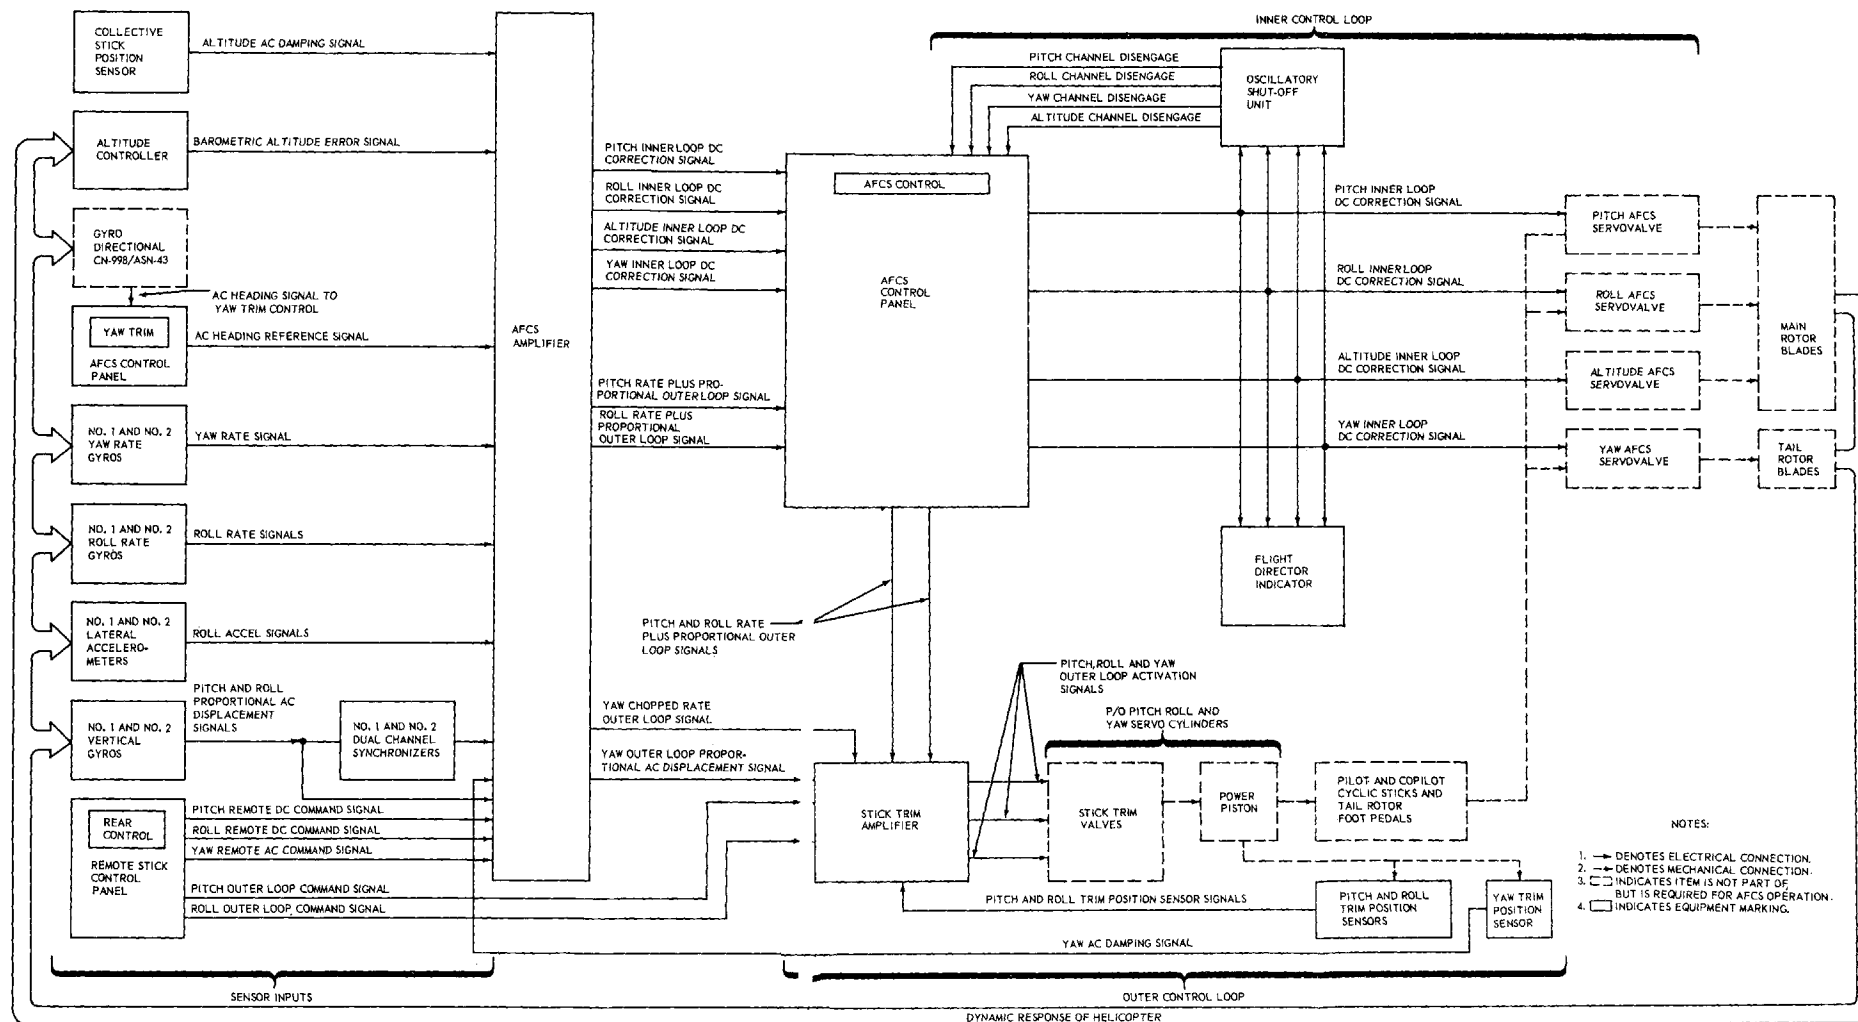 INNER CONTROL LOOP
COLLECTIVE
STICK
POSITION
SENSOR
ALTITUDE AC DAMPING SIGNAL
ALTITUDE
CONTROLLER
BAROMETRIC ALTITUDE ERROR SIGNAL
GYRO
DIRECTIONAL
CN-998/ASN-43
AC HEADING SIGNAL TO
YAW TRIM CONTROL
YAW TRIM
AFCS CONTROL
PANEL
AC HEADING REFERENCE SIGNAL
NO. 1 AND NO. 2
YAW RATE
GYROS
YAW RATE SIGNAL
NO. 1 AND NO. 2
ROLL RATE
GYROS
ROLL RATE SIGNALS
NO. 1 AND NO. 2
LATERAL
ACCELERO-
METERS
ROLL ACCEL SIGNALS
NO. 1 AND NO. 2
VERTICAL
GYROS
PITCH AND ROLL
PROPORTIONAL AC
DISPLACEMENT
SIGNALS
NO. 1 AND NO. 2
DUAL CHANNEL
SYNCHRONIZERS
REAR
CONTROL
REMOTE STICK
CONTROL
PANEL
PITCH REMOTE DC COMMAND SIGNAL
ROLL REMOTE DC COMMAND SIGNAL
YAW REMOTE AC COMMAND SIGNAL
PITCH OUTER LOOP COMMAND SIGNAL
ROLL OUTER LOOP COMMAND SIGNAL
SENSOR INPUTS
AFCS
AMPLIFIER
PITCH INNER LOOP DC
CORRECTION SIGNAL
ROLL INNER LOOP DC
CORRECTION SIGNAL
ALTITUDE INNER LOOP DC
CORRECTION SIGNAL
YAW INNER LOOP DC
CORRECTION SIGNAL
PITCH RATE PLUS PRO-
PORTIONAL OUTER LOOP SIGNAL
ROLL RATE PLUS
PROPORTIONAL
OUTER LOOP SIGNAL
AFCS CONTROL
AFCS
CONTROL
PANEL
PITCH CHANNEL DISENGAGE
ROLL CHANNEL DISENGAGE
YAW CHANNEL DISENGAGE
ALTITUDE CHANNEL DISENGAGE
OSCILLATORY
SHUT-OFF
UNIT
PITCH INNER LOOP
DC CORRECTION SIGNAL
ROLL INNER LOOP
DC CORRECTION SIGNAL
ALTITUDE INNER LOOP
DC CORRECTION SIGNAL
YAW INNER LOOP
DC CORRECTION SIGNAL
FLIGHT
DIRECTOR
INDICATOR
PITCH AFCS
SERVOVALVE
ROLL AFCS
SERVOVALVE
ALTITUDE AFCS
SERVOVALVE
YAW AFCS
SERVOVALVE
MAIN
ROTOR
BLADES
TAIL
ROTOR
BLADES
PITCH AND ROLL RATE
PLUS PROPORTIONAL OUTER
LOOP SIGNALS
YAW CHOPPED RATE
OUTER LOOP SIGNAL
YAW OUTER LOOP PROPOR-
TIONAL AC DISPLACEMENT SIGNAL
STICK TRIM
AMPLIFIER
PITCH, ROLL AND YAW
OUTER LOOP ACTIVATION
SIGNALS
P/O PITCH ROLL AND
YAW SERVO CYLINDERS
STICK TRIM
VALVES
POWER
PISTON
PILOT AND COPILOT
CYCLIC STICKS AND
TAIL ROTOR
FOOT PEDALS
PITCH AND ROLL TRIM POSITION SENSOR SIGNALS
PITCH AND ROLL
TRIM POSITION
SENSORS
YAW TRIM
POSITION
SENSOR
YAW AC DAMPING SIGNAL
NOTES:
1. DENOTES ELECTRICAL CONNECTION.
2. DENOTES MECHANICAL CONNECTION.
3. INDICATES ITEM IS NOT PART OF,
BUT IS REQUIRED FOR AFCS OPERATION.
4. INDICATES EQUIPMENT MARKING.
OUTER CONTROL LOOP
DYNAMIC RESPONSE OF HELICOPTER